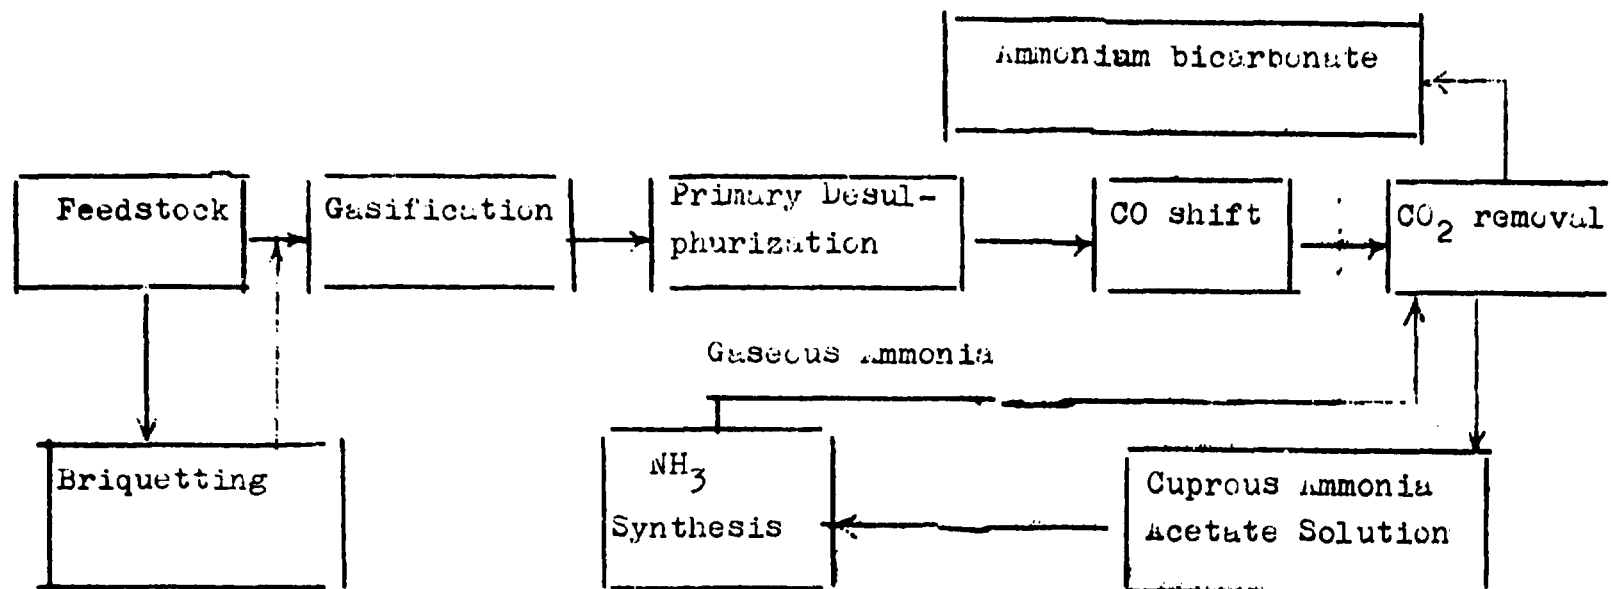 Ammonium bicarbonate
Feedstock
Gasification
Primary Desul-
phurization
CO shift
CO2 removal
Gaseous Ammonia
Briquetting
NH3
Synthesis
Cuprous Ammonia
Acetate Solution